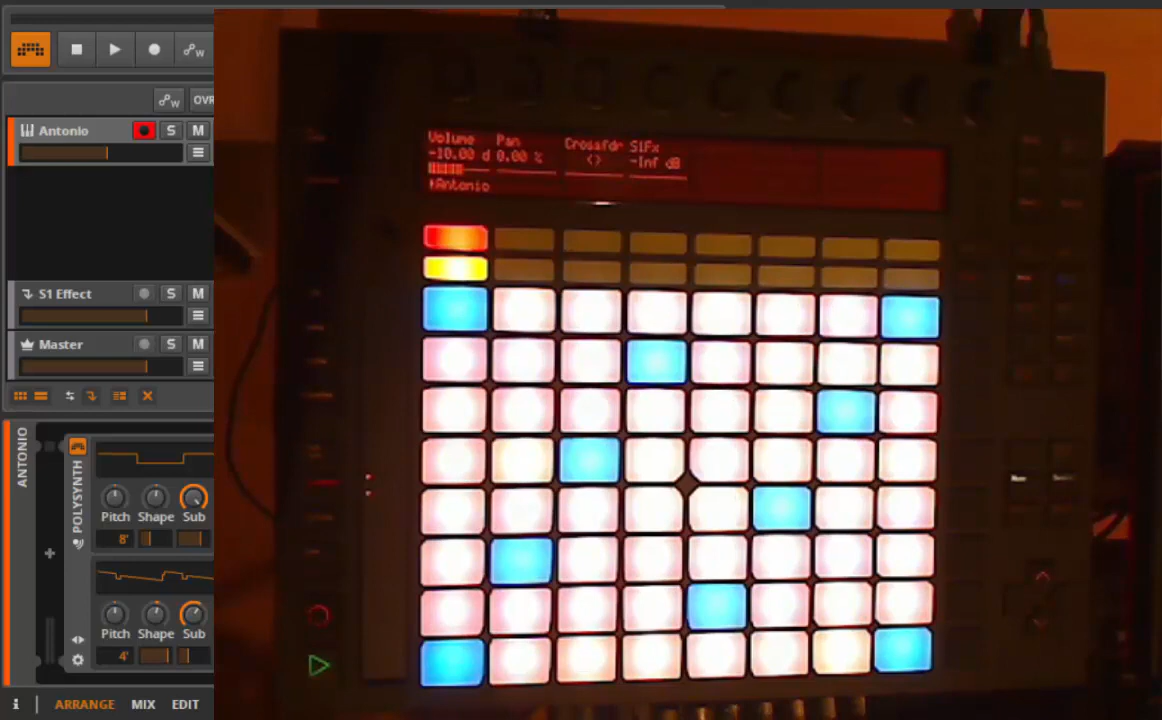 W
OVR
Antonio
S
M
S1 Effect
S
M
Master
S
M
ANTONIO
POLYSYNTH
Pitch
Shape
Sub
8'
Pitch
Shape
Sub
4'
i
ARRANGE
MIX
EDIT
Volume Pan Crossfdr S1Fx
-10.00 d 0.00 % <> -Inf dB
Antonio